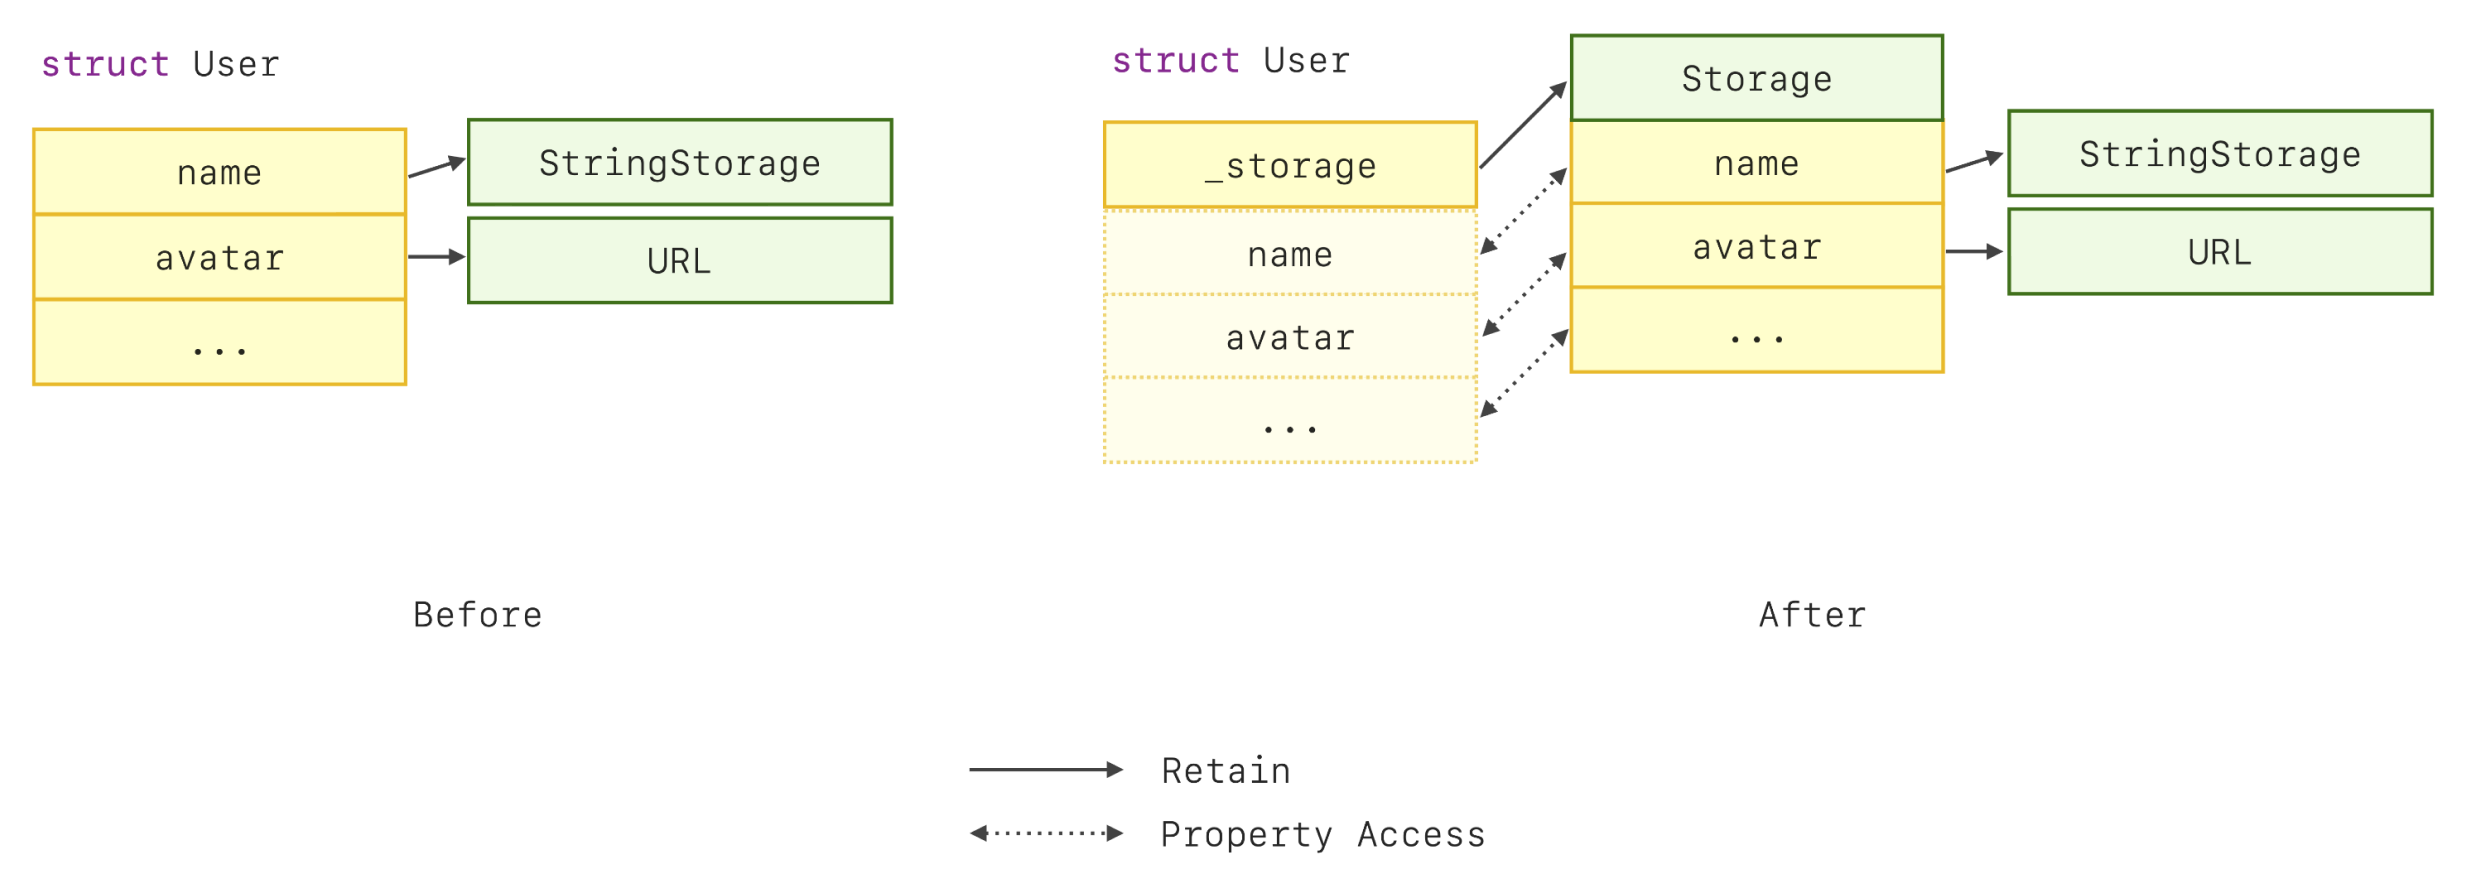 struct User
name
StringStorage
avatar
URL
...
Before
struct User
_storage
name
avatar
...
Storage
name
avatar
...
StringStorage
URL
After
Retain
Property Access